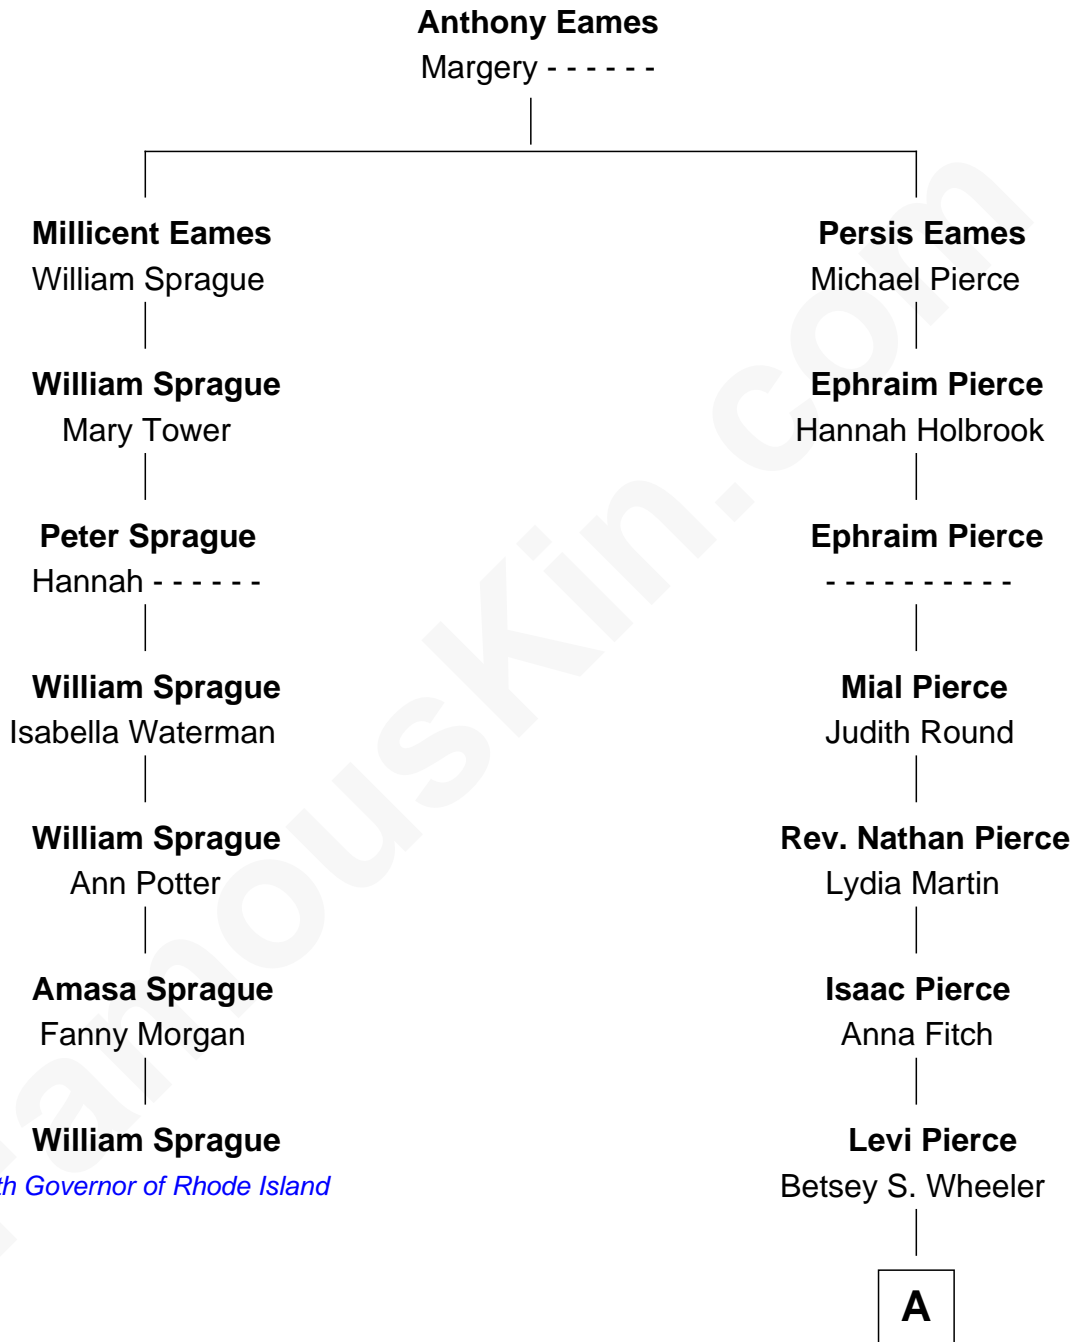 Anthony Eames
Margery - - - - - -
Millicent Eames
William Sprague
Persis Eames
Michael Pierce
William Sprague
Mary Tower
Ephraim Pierce
Hannah Holbrook
Peter Sprague
Hannah - - - - - -
Ephraim Pierce
- - - - - - - - - -
William Sprague
Isabella Waterman
Mial Pierce
Judith Round
William Sprague
Ann Potter
Rev. Nathan Pierce
Lydia Martin
Amasa Sprague
Fanny Morgan
Isaac Pierce
Anna Fitch
William Sprague
th Governor of Rhode Island
Levi Pierce
Betsey S. Wheeler
A
FamousKin.com